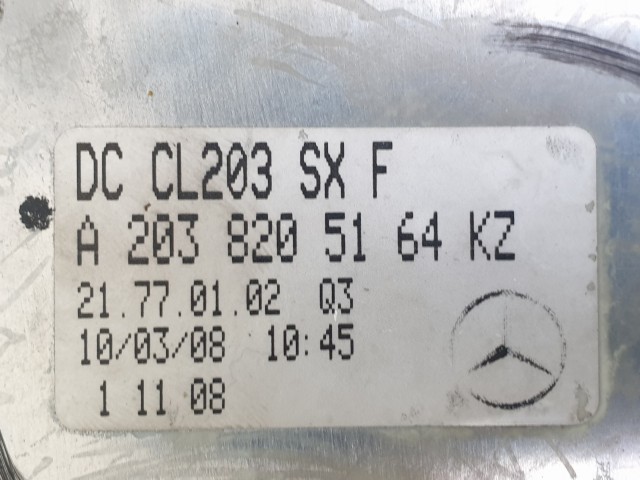 DC CL203 SX F
A 203 820 51 64 KZ
21.77.01.02 Q3
10/03/08 10:45
1 11 08